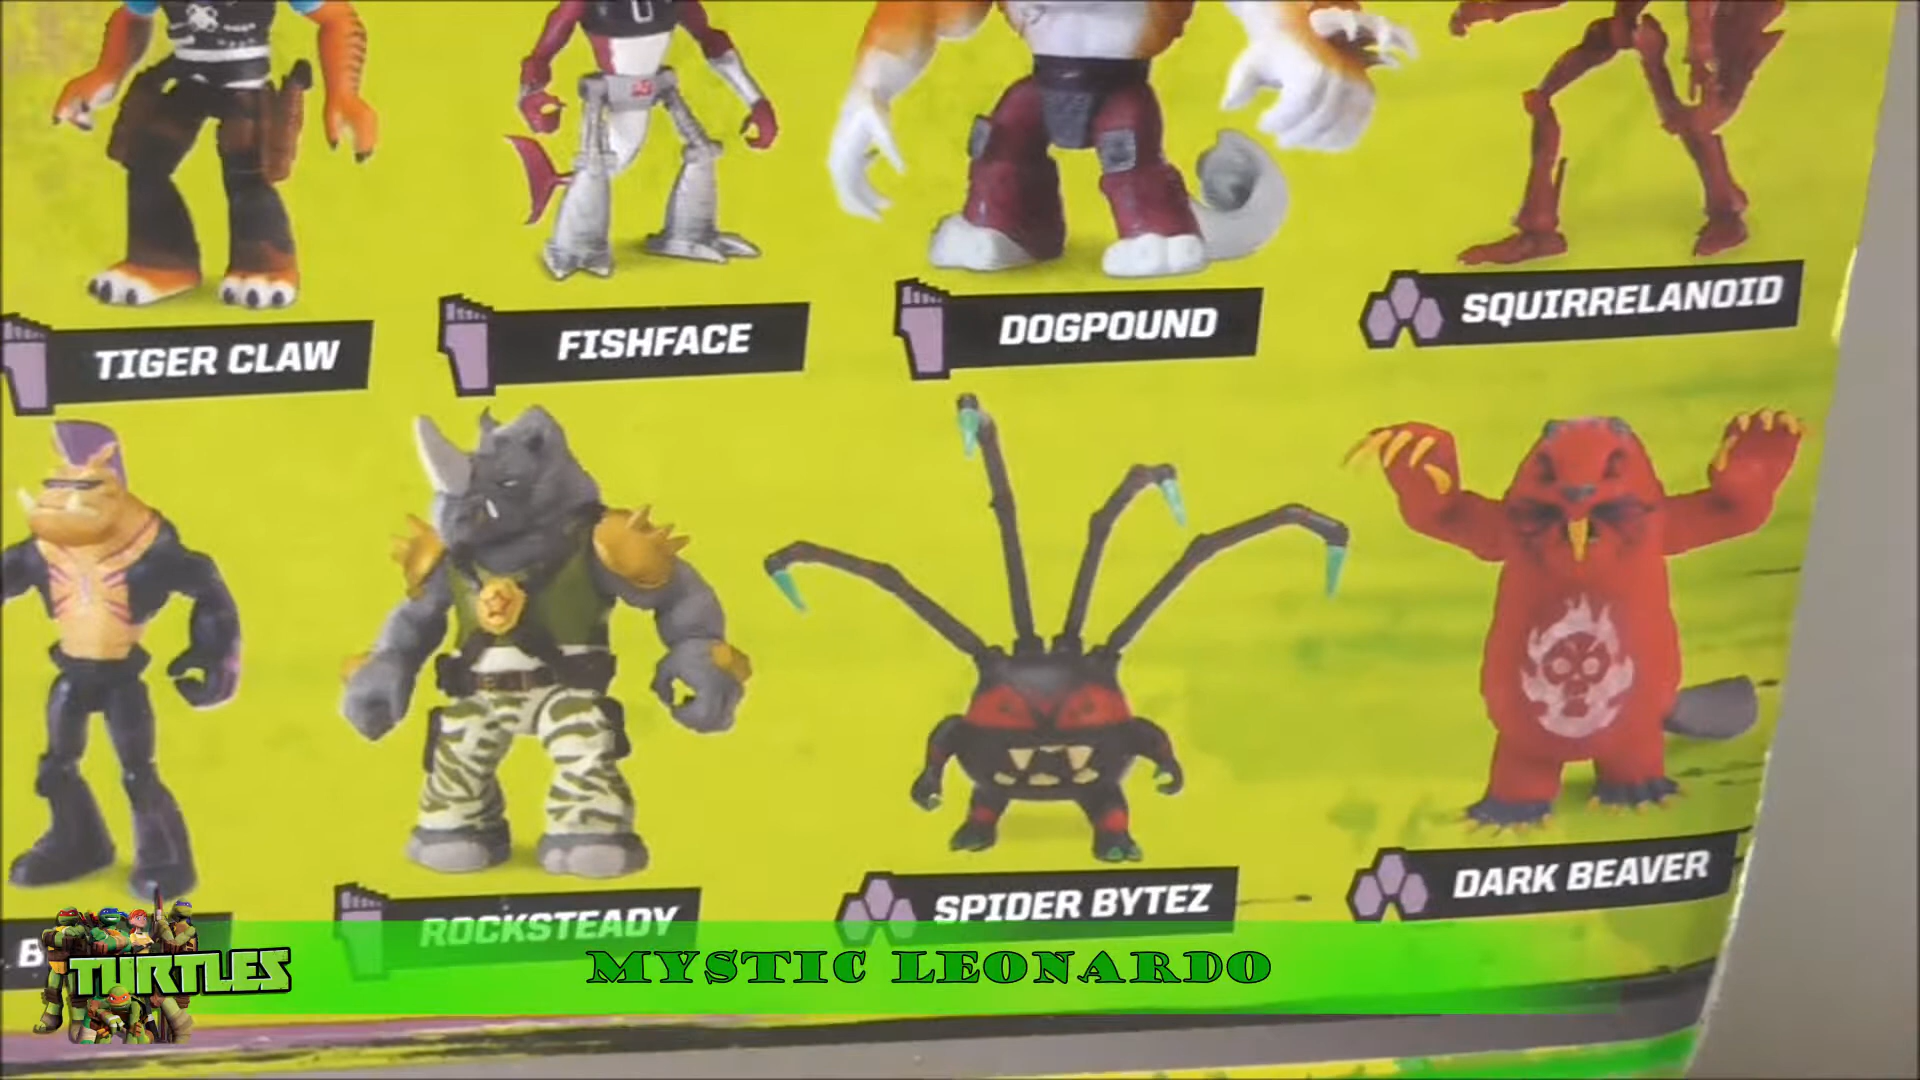 TIGER CLAW
FISHFACE
DOGPOUND
SQUIRRELANOID
ROCKSTEADY
SPIDER BYTEZ
DARK BEAVER
TURTLES
MYSTIC LEONARDO